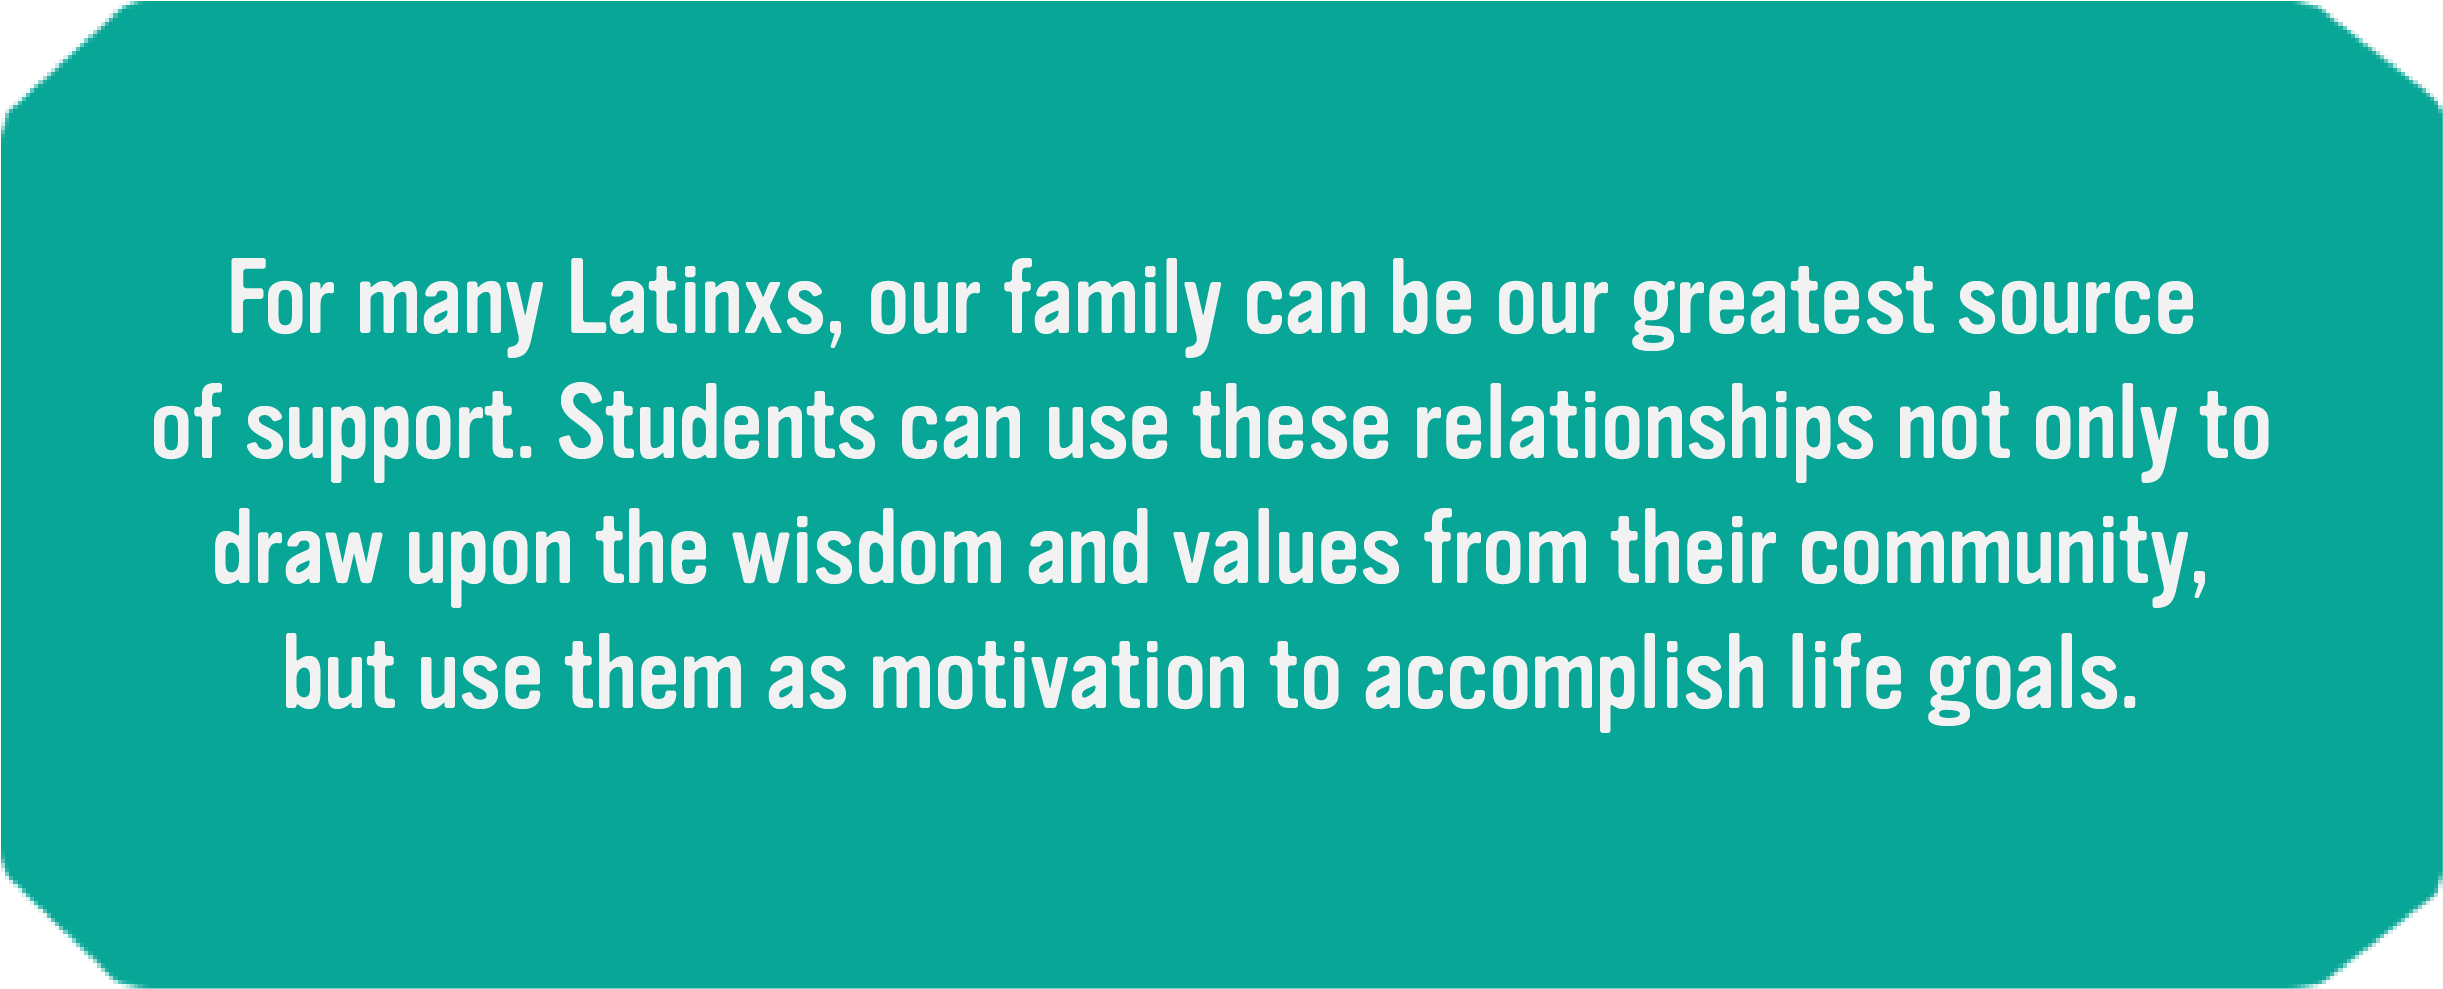 For many Latinxs, our family can be our greatest source
of support. Students can use these relationships not only to
draw upon the wisdom and values from their community,
but use them as motivation to accomplish life goals.